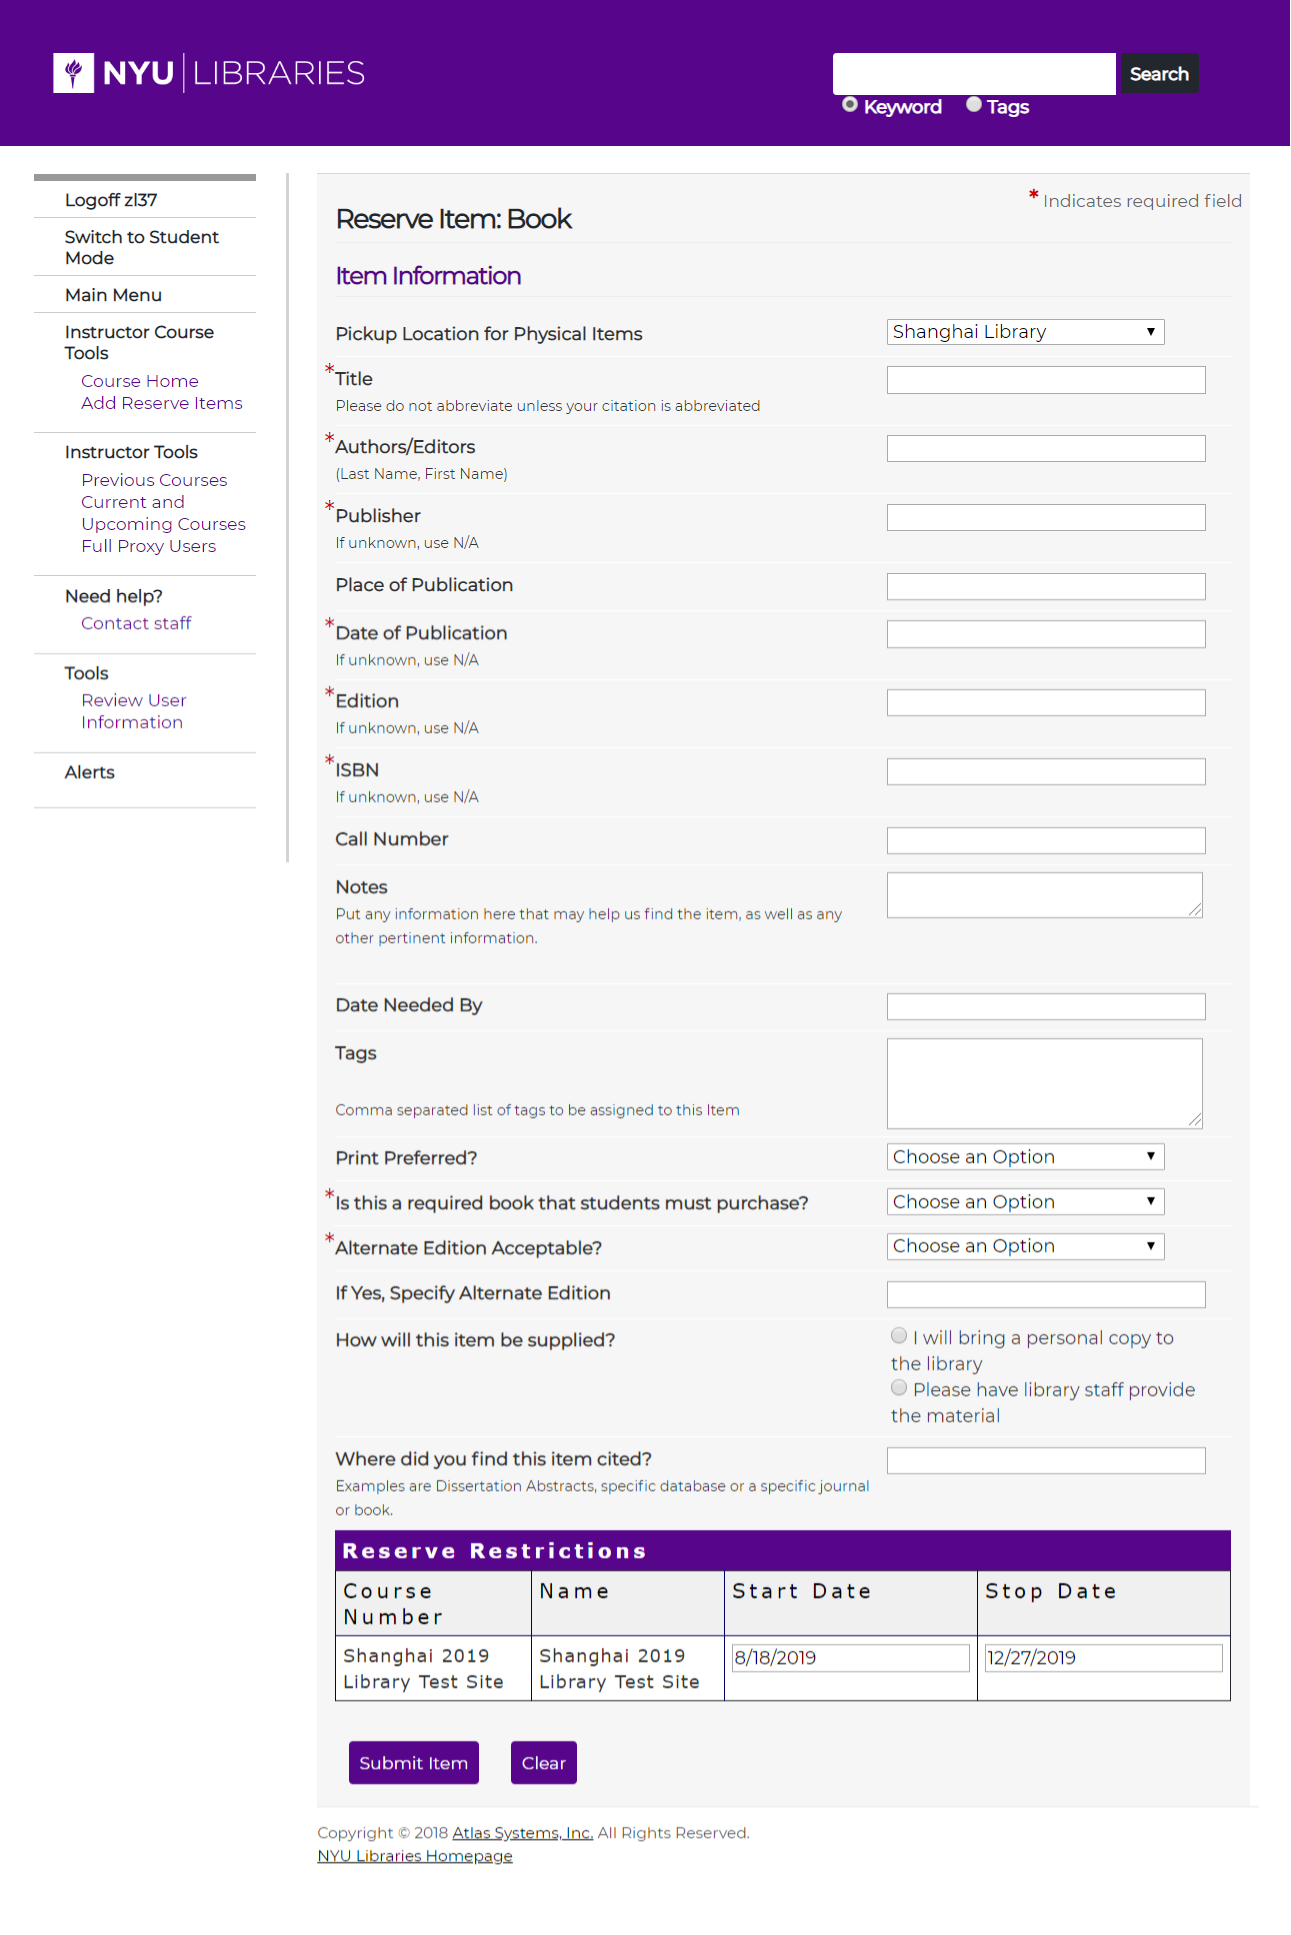 NYU LIBRARIES
Search
Keyword Tags
Logoff zl37
Switch to Student
Mode
Main Menu
Instructor Course
Tools
Course Home
Add Reserve Items
Instructor Tools
Previous Courses
Current and
Upcoming Courses
Full Proxy Users
Need help?
Contact staff
Tools
Review User
Information
Alerts
* Indicates required field
Reserve Item: Book
Item Information
Pickup Location for Physical Items Shanghai Library
*Title
Please do not abbreviate unless your citation is abbreviated
*Authors/Editors
(Last Name, First Name)
*Publisher
If unknown, use N/A
Place of Publication
*Date of Publication
If unknown, use N/A
*Edition
If unknown, use N/A
*ISBN
If unknown, use N/A
Call Number
Notes
Put any information here that may help us find the item, as well as any
other pertinent information.
Date Needed By
Tags
Comma separated list of tags to be assigned to this Item
Print Preferred? Choose an Option
*Is this a required book that students must purchase? Choose an Option
*Alternate Edition Acceptable? Choose an Option
If Yes, Specify Alternate Edition
How will this item be supplied? I will bring a personal copy to
the library
Please have library staff provide
the material
Where did you find this item cited?
Examples are Dissertation Abstracts, specific database or a specific journal
or book.
Reserve Restrictions
Course Name Start Date Stop Date
Number
Shanghai 2019 Shanghai 2019 8/18/2019 12/27/2019
Library Test Site Library Test Site
Submit Item Clear
Copyright © 2018 Atlas Systems, Inc. All Rights Reserved.
NYU Libraries Homepage